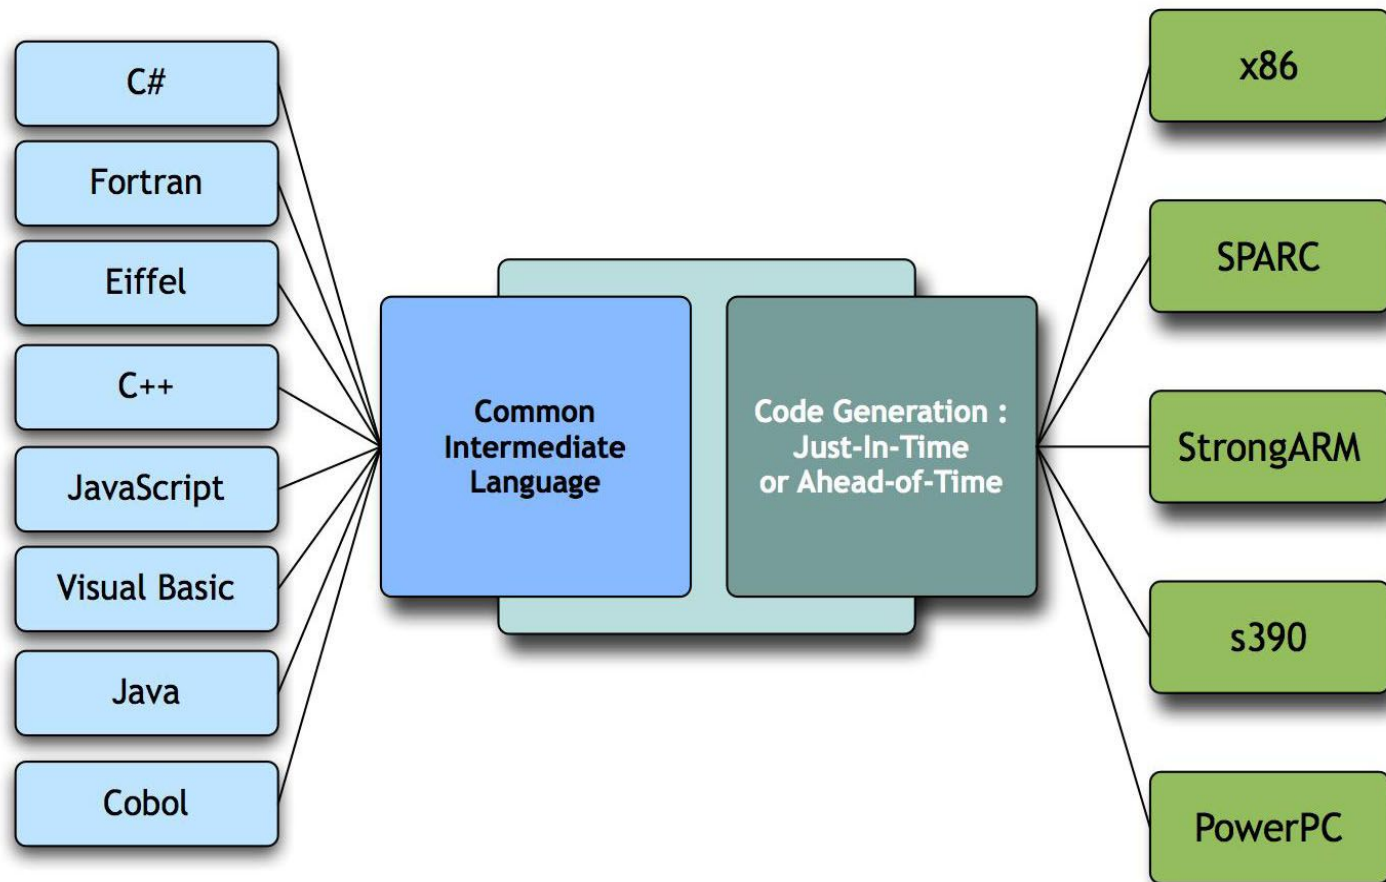 C#
Fortran
Eiffel
C++
JavaScript
Visual Basic
Java
Cobol
Common
Intermediate
Language
Code Generation :
Just-In-Time
or Ahead-of-Time
x86
SPARC
StrongARM
s390
PowerPC